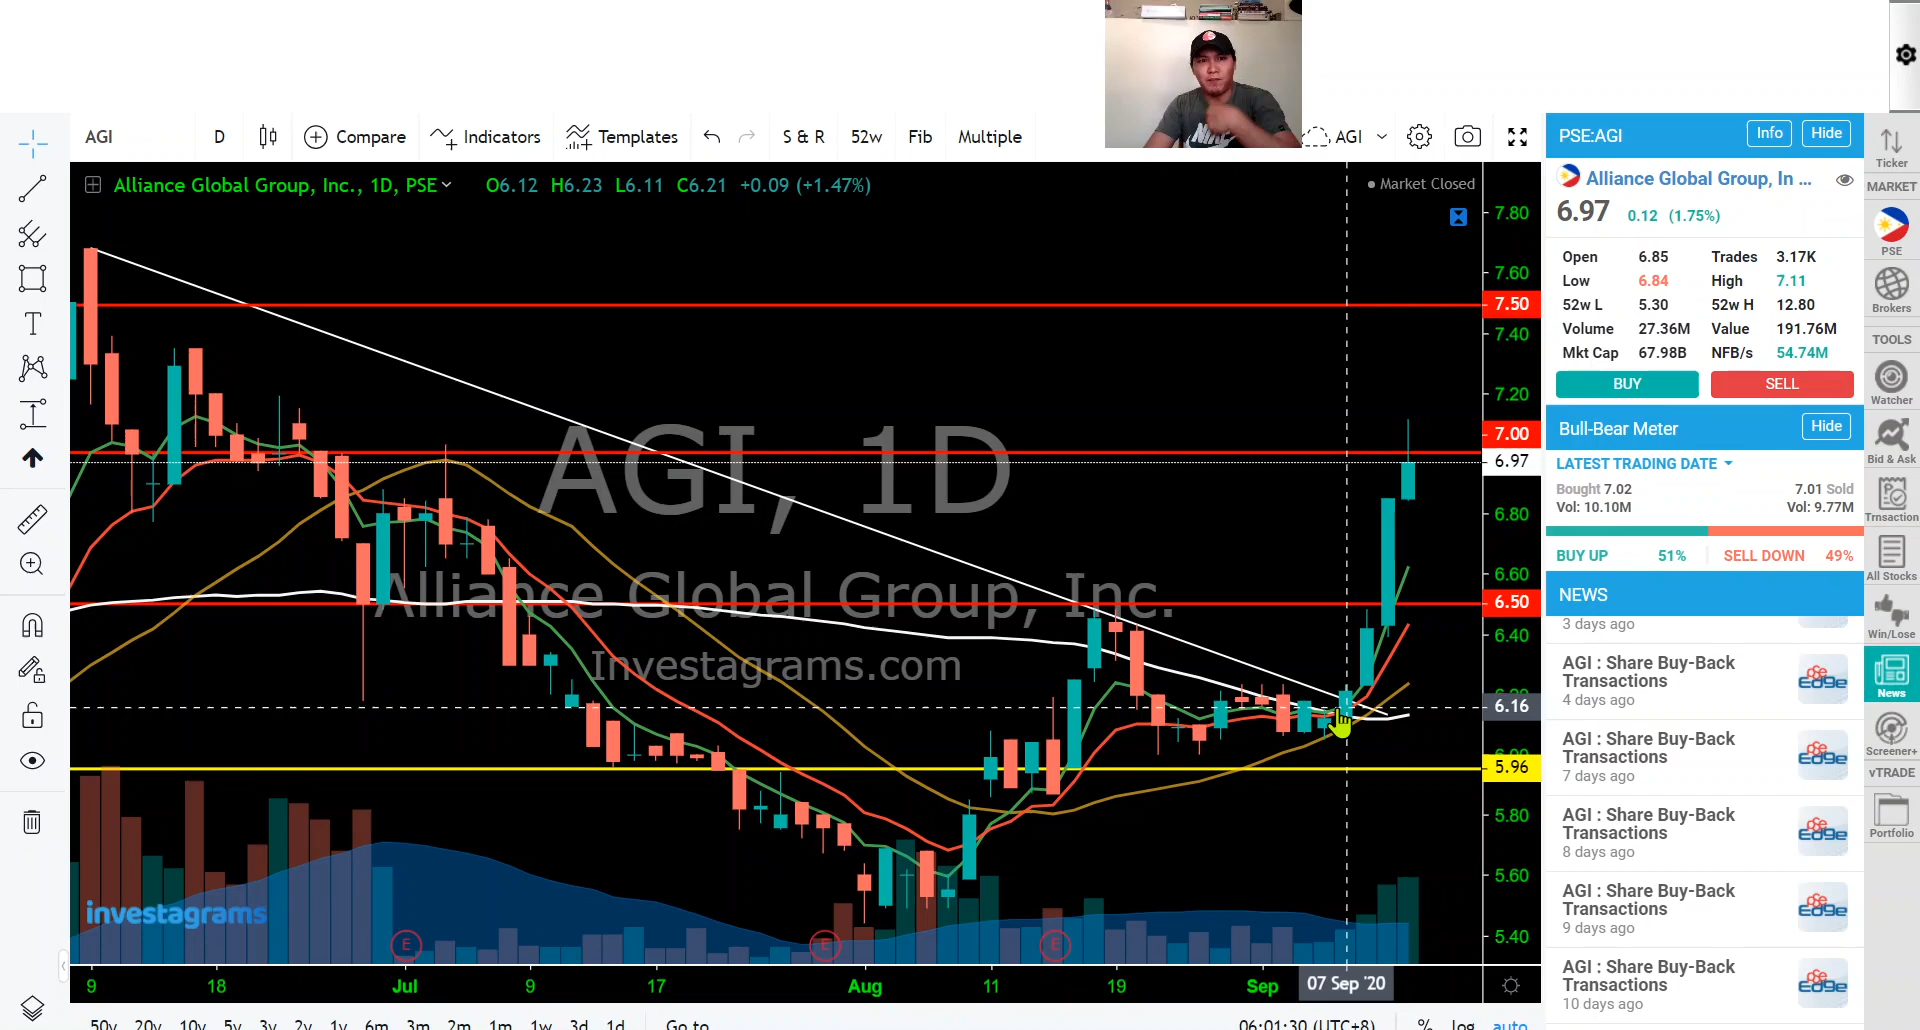 AGI D Compare Indicators Templates S & R 52w Fib Multiple AGI
Alliance Global Group, Inc., 1D, PSE O6.12 H6.23 L6.11 C6.21 +0.09 (+1.47%)
Market Closed
AGI, 1D
Alliance Global Group, Inc.
Investagrams.com
investagrams
E E E
7.80
7.60
7.50
7.40
7.20
7.00
6.97
6.80
6.60
6.50
6.40
6.16
5.96
5.80
5.60
5.40
9 18 Jul 9 17 Aug 11 19 Sep 07 Sep '20
50y 20y 10y 5y 3y 2y 1y 6m 3m 2m 1m 1w 3d 1d Go to 06:01:30 (UTC+8) % log auto
PSE:AGI Info Hide
Alliance Global Group, In ...
6.97 0.12 (1.75%)
Open 6.85 Trades 3.17K
Low 6.84 High 7.11
52w L 5.30 52w H 12.80
Volume 27.36M Value 191.76M
Mkt Cap 67.98B NFB/s 54.74M
BUY SELL
Bull-Bear Meter Hide
LATEST TRADING DATE
Bought 7.02 7.01 Sold
Vol: 10.10M Vol: 9.77M
BUY UP 51% SELL DOWN 49%
NEWS
3 days ago
AGI : Share Buy-Back
Transactions
4 days ago
pse Edge
AGI : Share Buy-Back
Transactions
7 days ago
pse Edge
AGI : Share Buy-Back
Transactions
8 days ago
pse Edge
AGI : Share Buy-Back
Transactions
9 days ago
pse Edge
AGI : Share Buy-Back
Transactions
10 days ago
pse Edge
Ticker
MARKET
PSE
Brokers
TOOLS
Watcher
Bid & Ask
Trnsaction
All Stocks
Win/Lose
News
Screener+
vTRADE
Portfolio